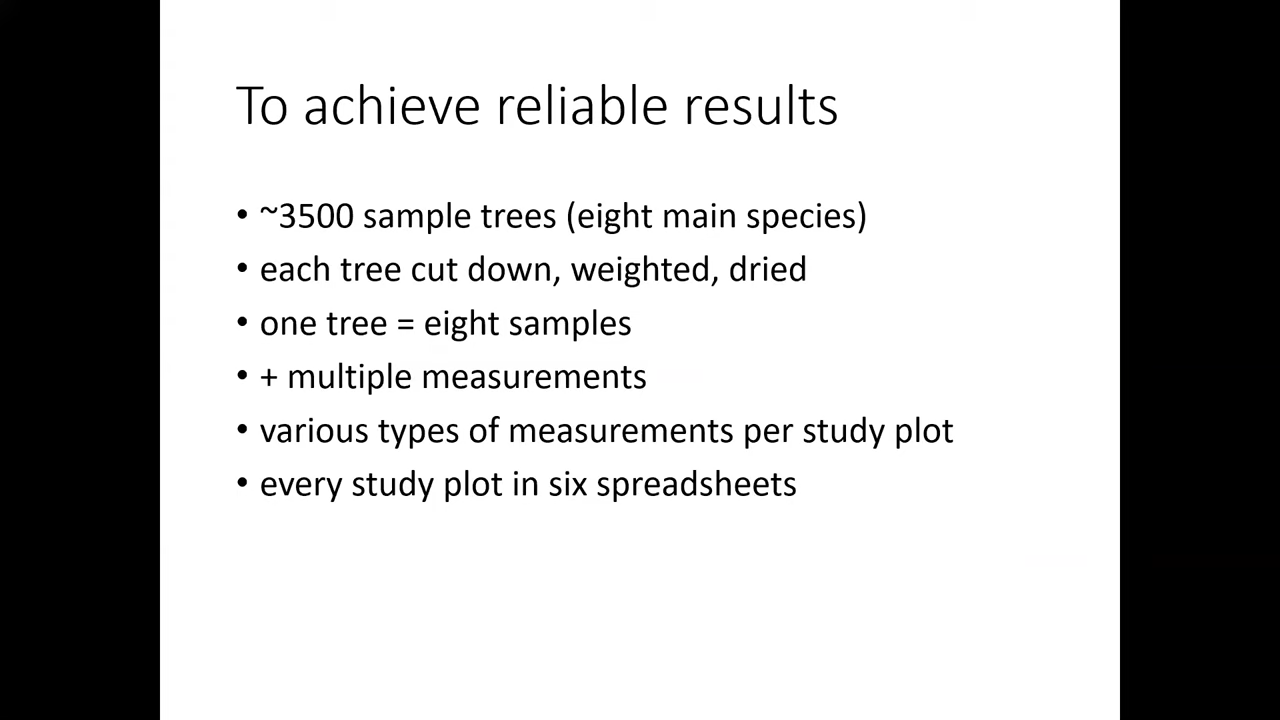 To achieve reliable results
• ~3500 sample trees (eight main species)
• each tree cut down, weighted, dried
• one tree = eight samples
• + multiple measurements
• various types of measurements per study plot
• every study plot in six spreadsheets